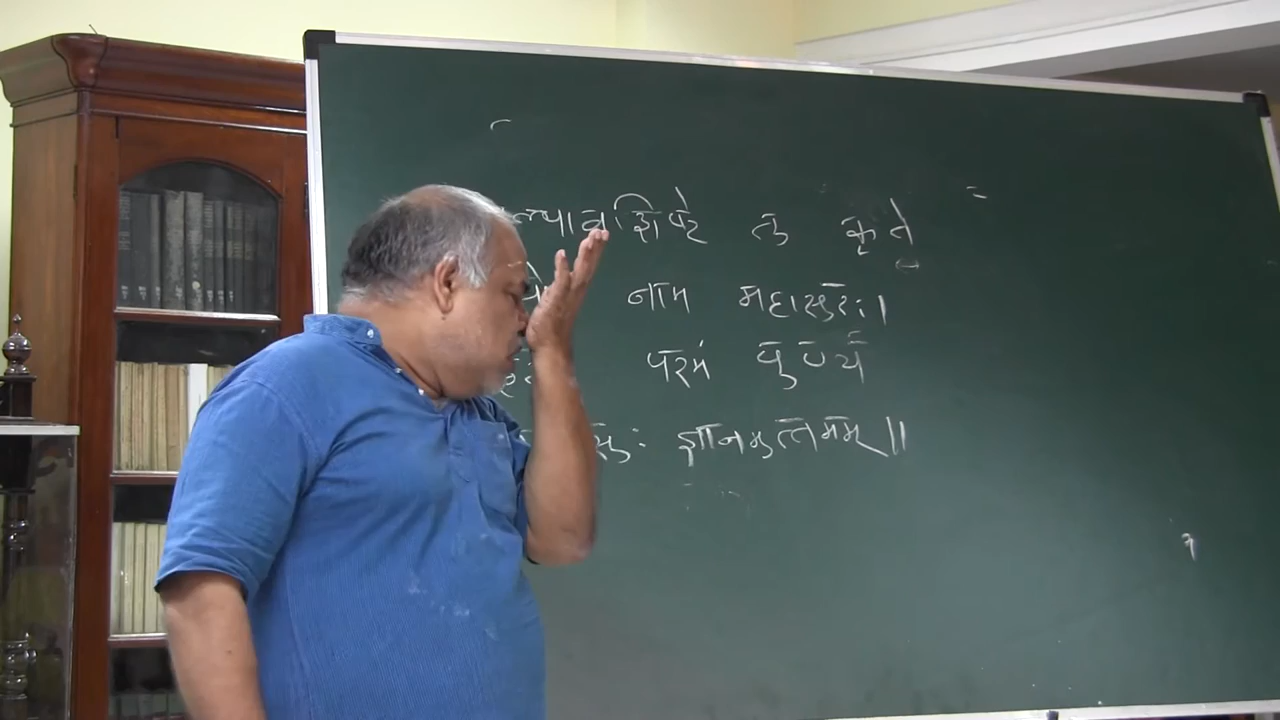 ल्पावशिष्टे तु कृते
नाम महासुरः।
परमं पुण्यं
ज्ञानमुत्तमम्॥